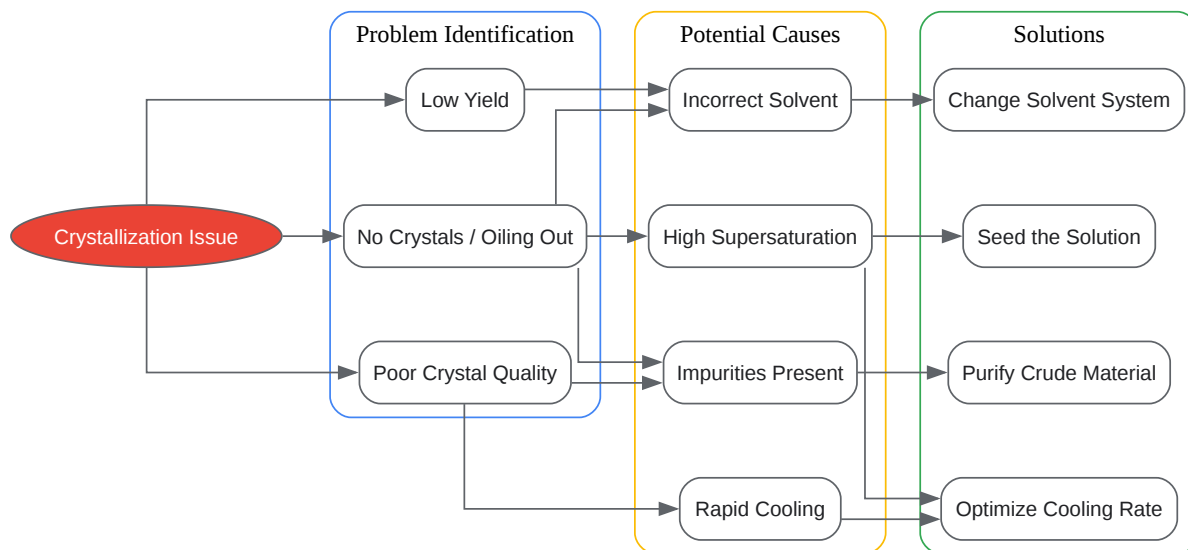 Problem Identification
Potential Causes
Solutions
Low Yield
Incorrect Solvent
Change Solvent System
Crystallization Issue
No Crystals / Oiling Out
High Supersaturation
Seed the Solution
Poor Crystal Quality
Impurities Present
Purify Crude Material
Rapid Cooling
Optimize Cooling Rate